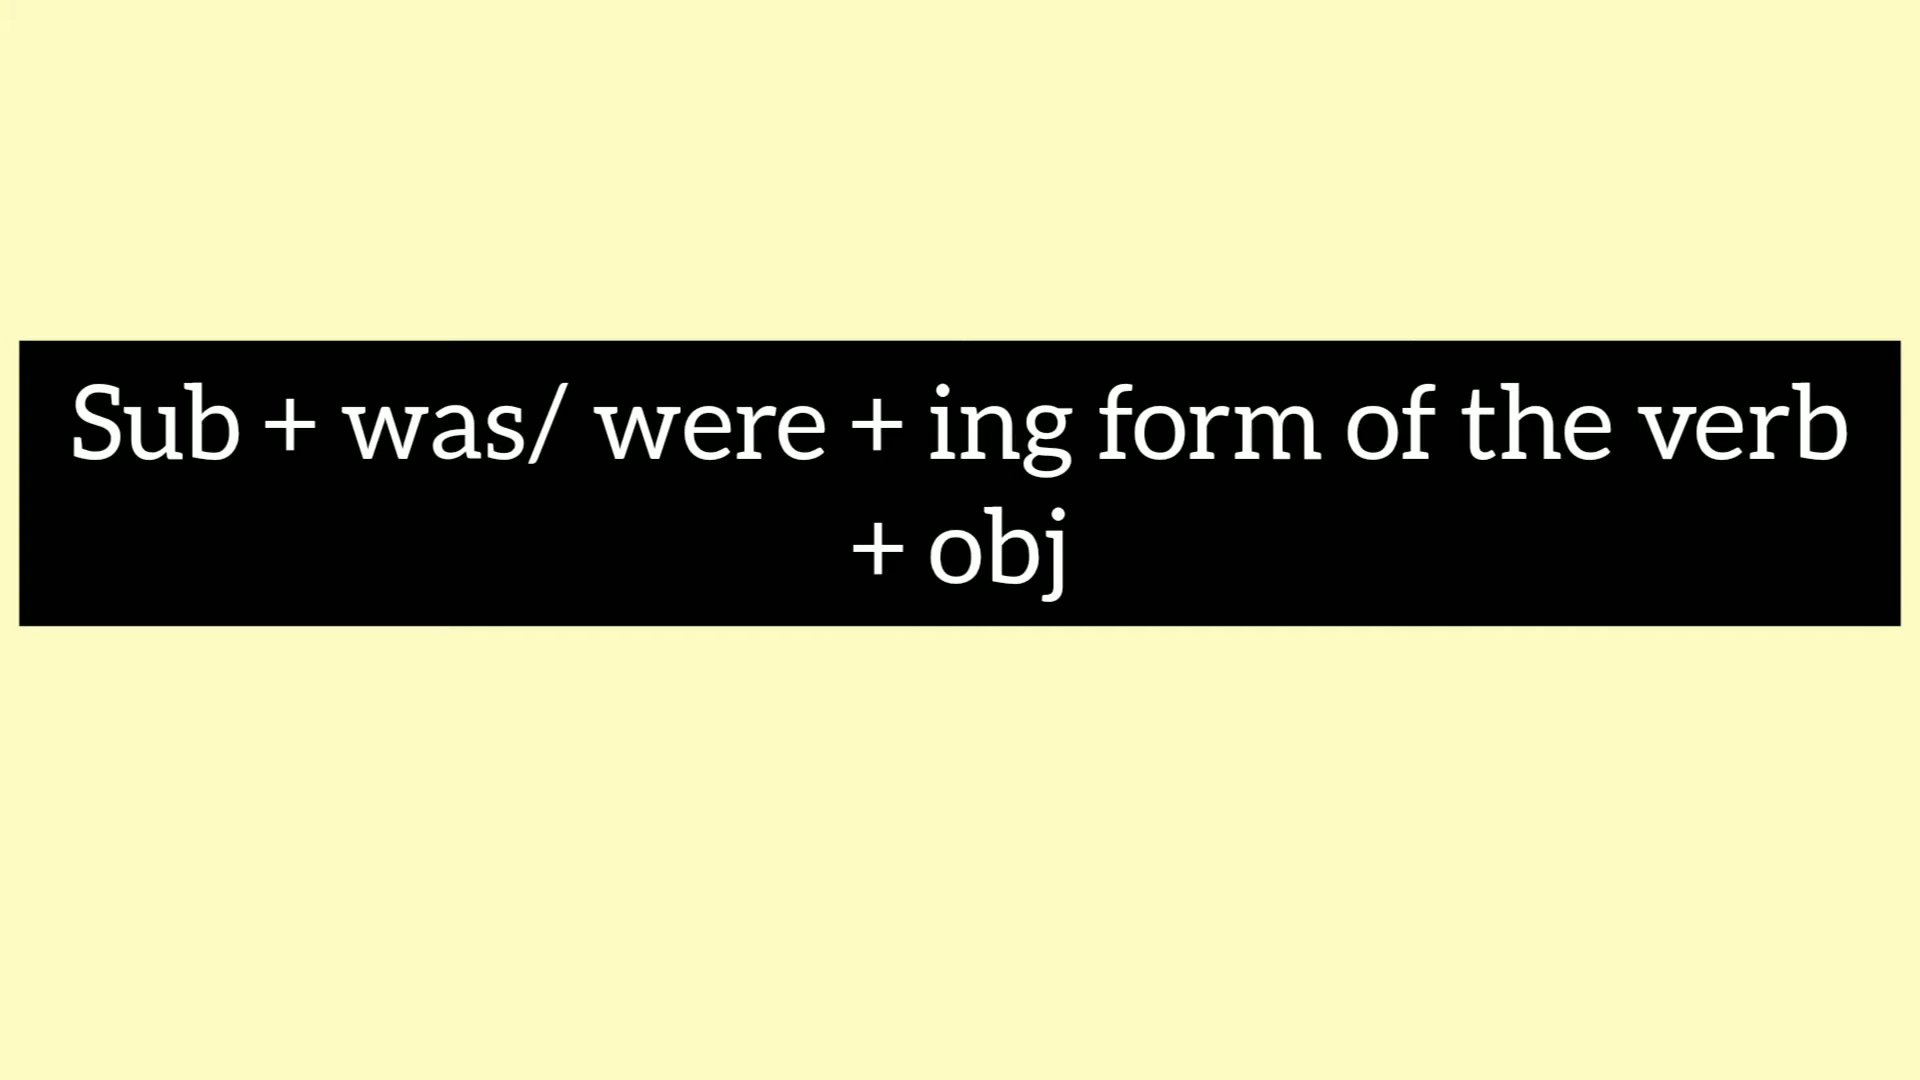 Sub + was/ were + ing form of the verb
+ obj